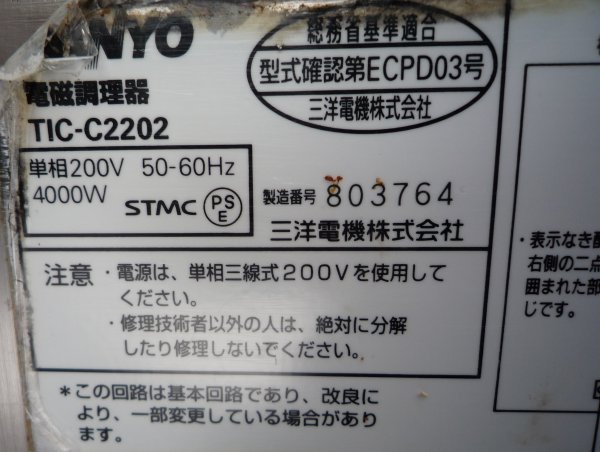 SANYO
総務省基準適合
型式確認第ECPD03号
三洋電機株式会社
電磁調理器
TIC-C2202
単相200V 50-60Hz
4000W
STMC
PS
E
製造番号 803764
三洋電機株式会社
注意 ・電源は、単相三線式200Vを使用して
ください。
・修理技術者以外の人は、絶対に分解
したり修理しないでください。
＊この回路は基本回路であり、改良に
より、一部変更している場合があり
ます。
・表示なき
右側の二点
囲まれた部
じです。